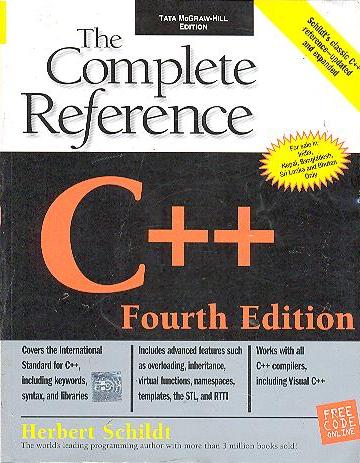 TATA McGRAW-HILL
EDITION
The
Complete
Reference
Schildt's classic C++
reference—updated
and expanded
For sale in
India,
Nepal, Bangladesh,
Sri Lanka and Bhutan
Only
C++
Fourth Edition
Covers the International
Standard for C++,
including keywords,
syntax, and libraries
Includes advanced features such
as overloading, inheritance,
virtual functions, namespaces,
templates, the STL, and RTTI
Works with all
C++ compilers,
including Visual C++
FREE
CODE
ONLINE
Herbert Schildt
The world's leading programming author with more than 3 million books sold!